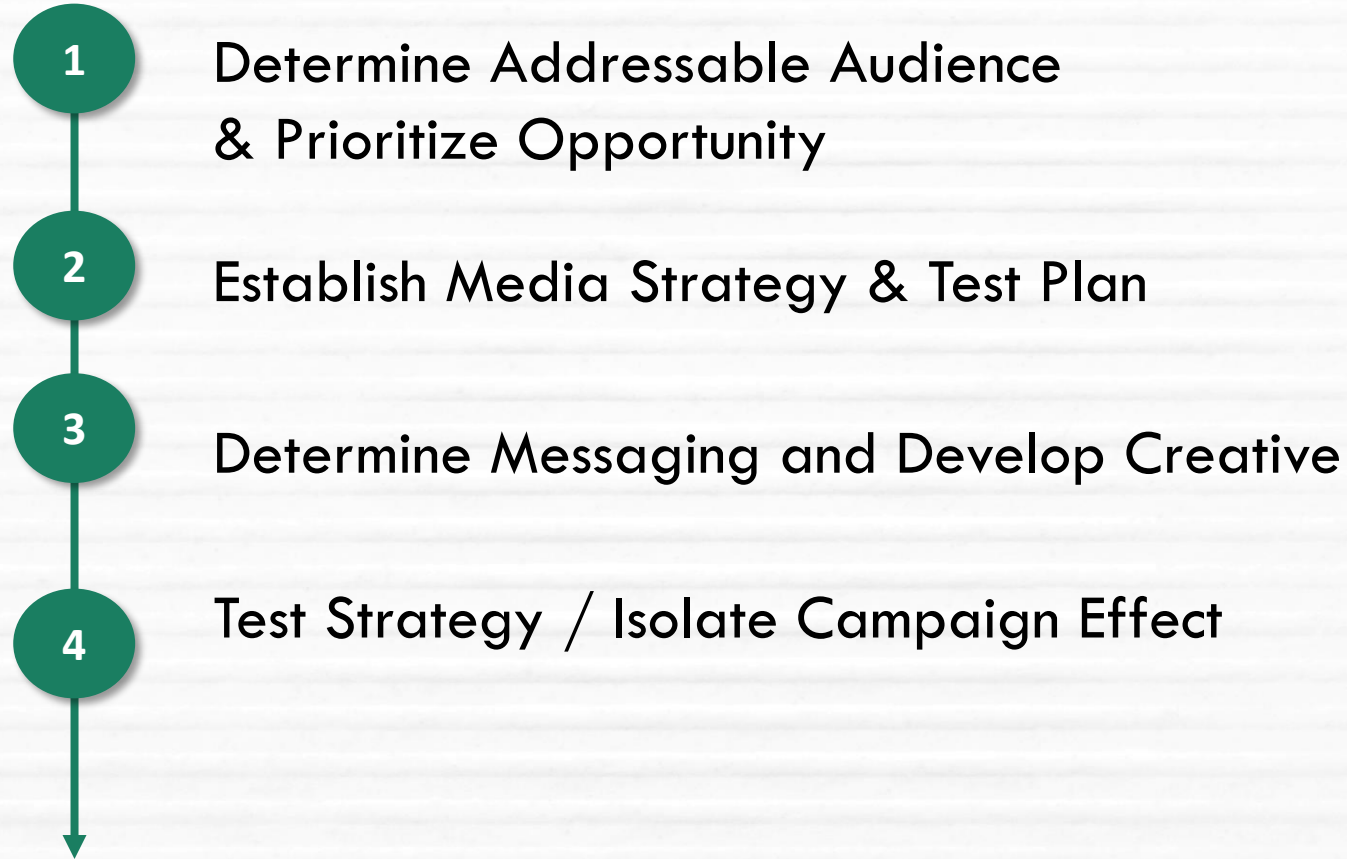 1
Determine Addressable Audience
& Prioritize Opportunity
2
Establish Media Strategy & Test Plan
3
Determine Messaging and Develop Creative
4
Test Strategy / Isolate Campaign Effect